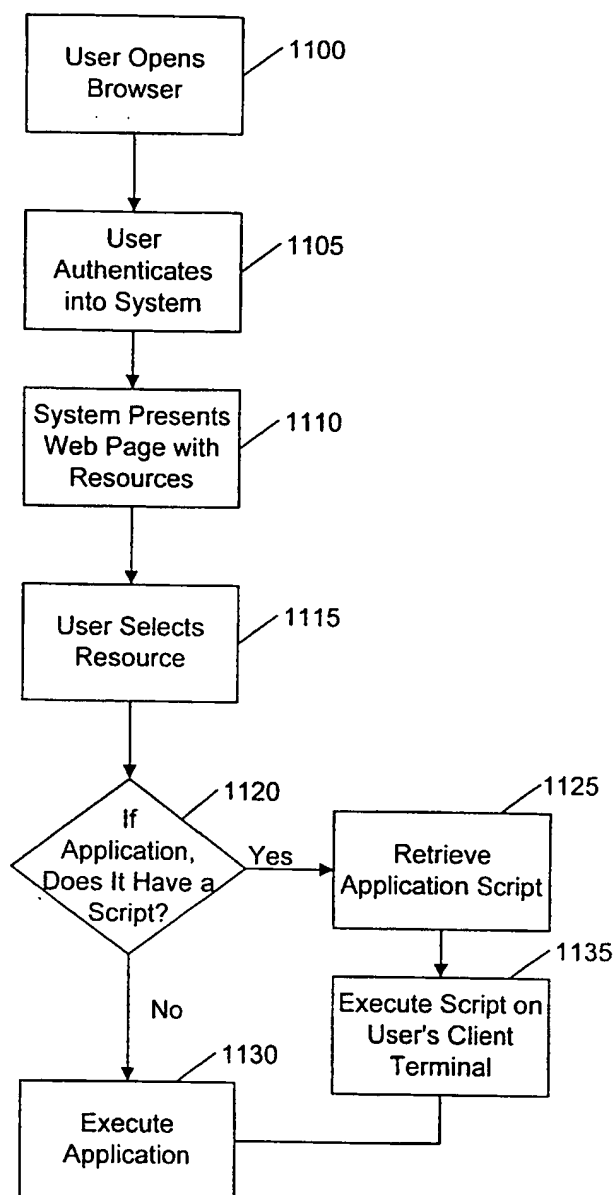 User Opens
Browser
1100
User
Authenticates
into System
1105
System Presents
Web Page with
Resources
1110
User Selects
Resource
1115
If
Application,
Does It Have a
Script?
1120
Yes
Retrieve
Application Script
1125
No
Execute Script on
User's Client
Terminal
1135
Execute
Application
1130